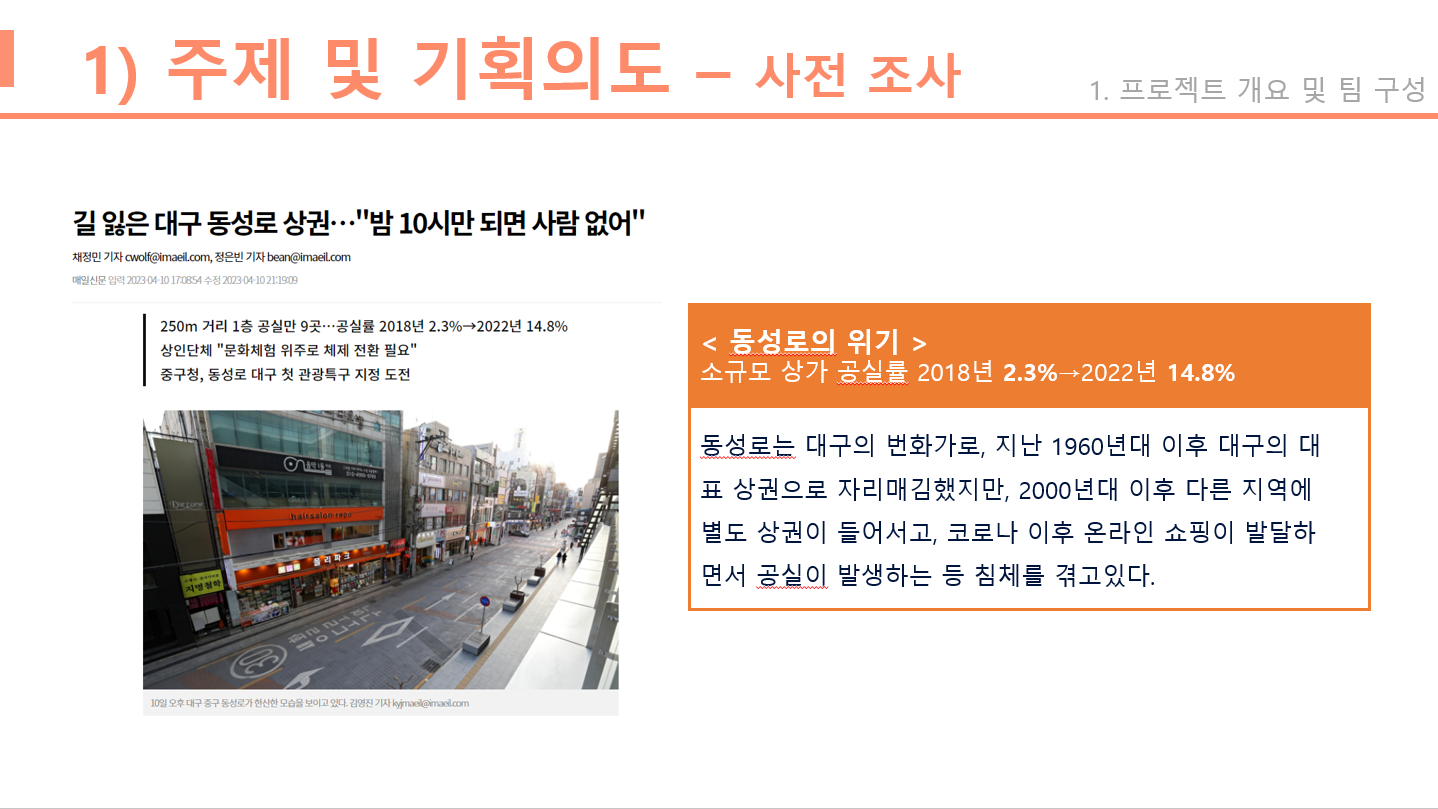 1) 주제 및 기획의도 – 사전 조사
1. 프로젝트 개요 및 팀 구성
길 잃은 대구 동성로 상권…"밤 10시만 되면 사람 없어"
채정민 기자 cwolf@imaeil.com, 정은빈 기자 bean@imaeil.com
매일신문 입력 2023-04-10 17:08:54 수정 2023-04-10 21:19:09
250m 거리 1층 공실만 9곳…공실률 2018년 2.3%→2022년 14.8%
상인단체 "문화체험 위주로 체제 전환 필요"
중구청, 동성로 대구 첫 관광특구 지정 도전
hairsalon repo
몰리파크
지명철학
30
10일 오후 대구 중구 동성로가 한산한 모습을 보이고 있다. 김영진 기자 kyjmaeil@imaeil.com
< 동성로의 위기 >
소규모 상가 공실률 2018년 2.3%→2022년 14.8%
동성로는 대구의 번화가로, 지난 1960년대 이후 대구의 대
표 상권으로 자리매김했지만, 2000년대 이후 다른 지역에
별도 상권이 들어서고, 코로나 이후 온라인 쇼핑이 발달하
면서 공실이 발생하는 등 침체를 겪고있다.